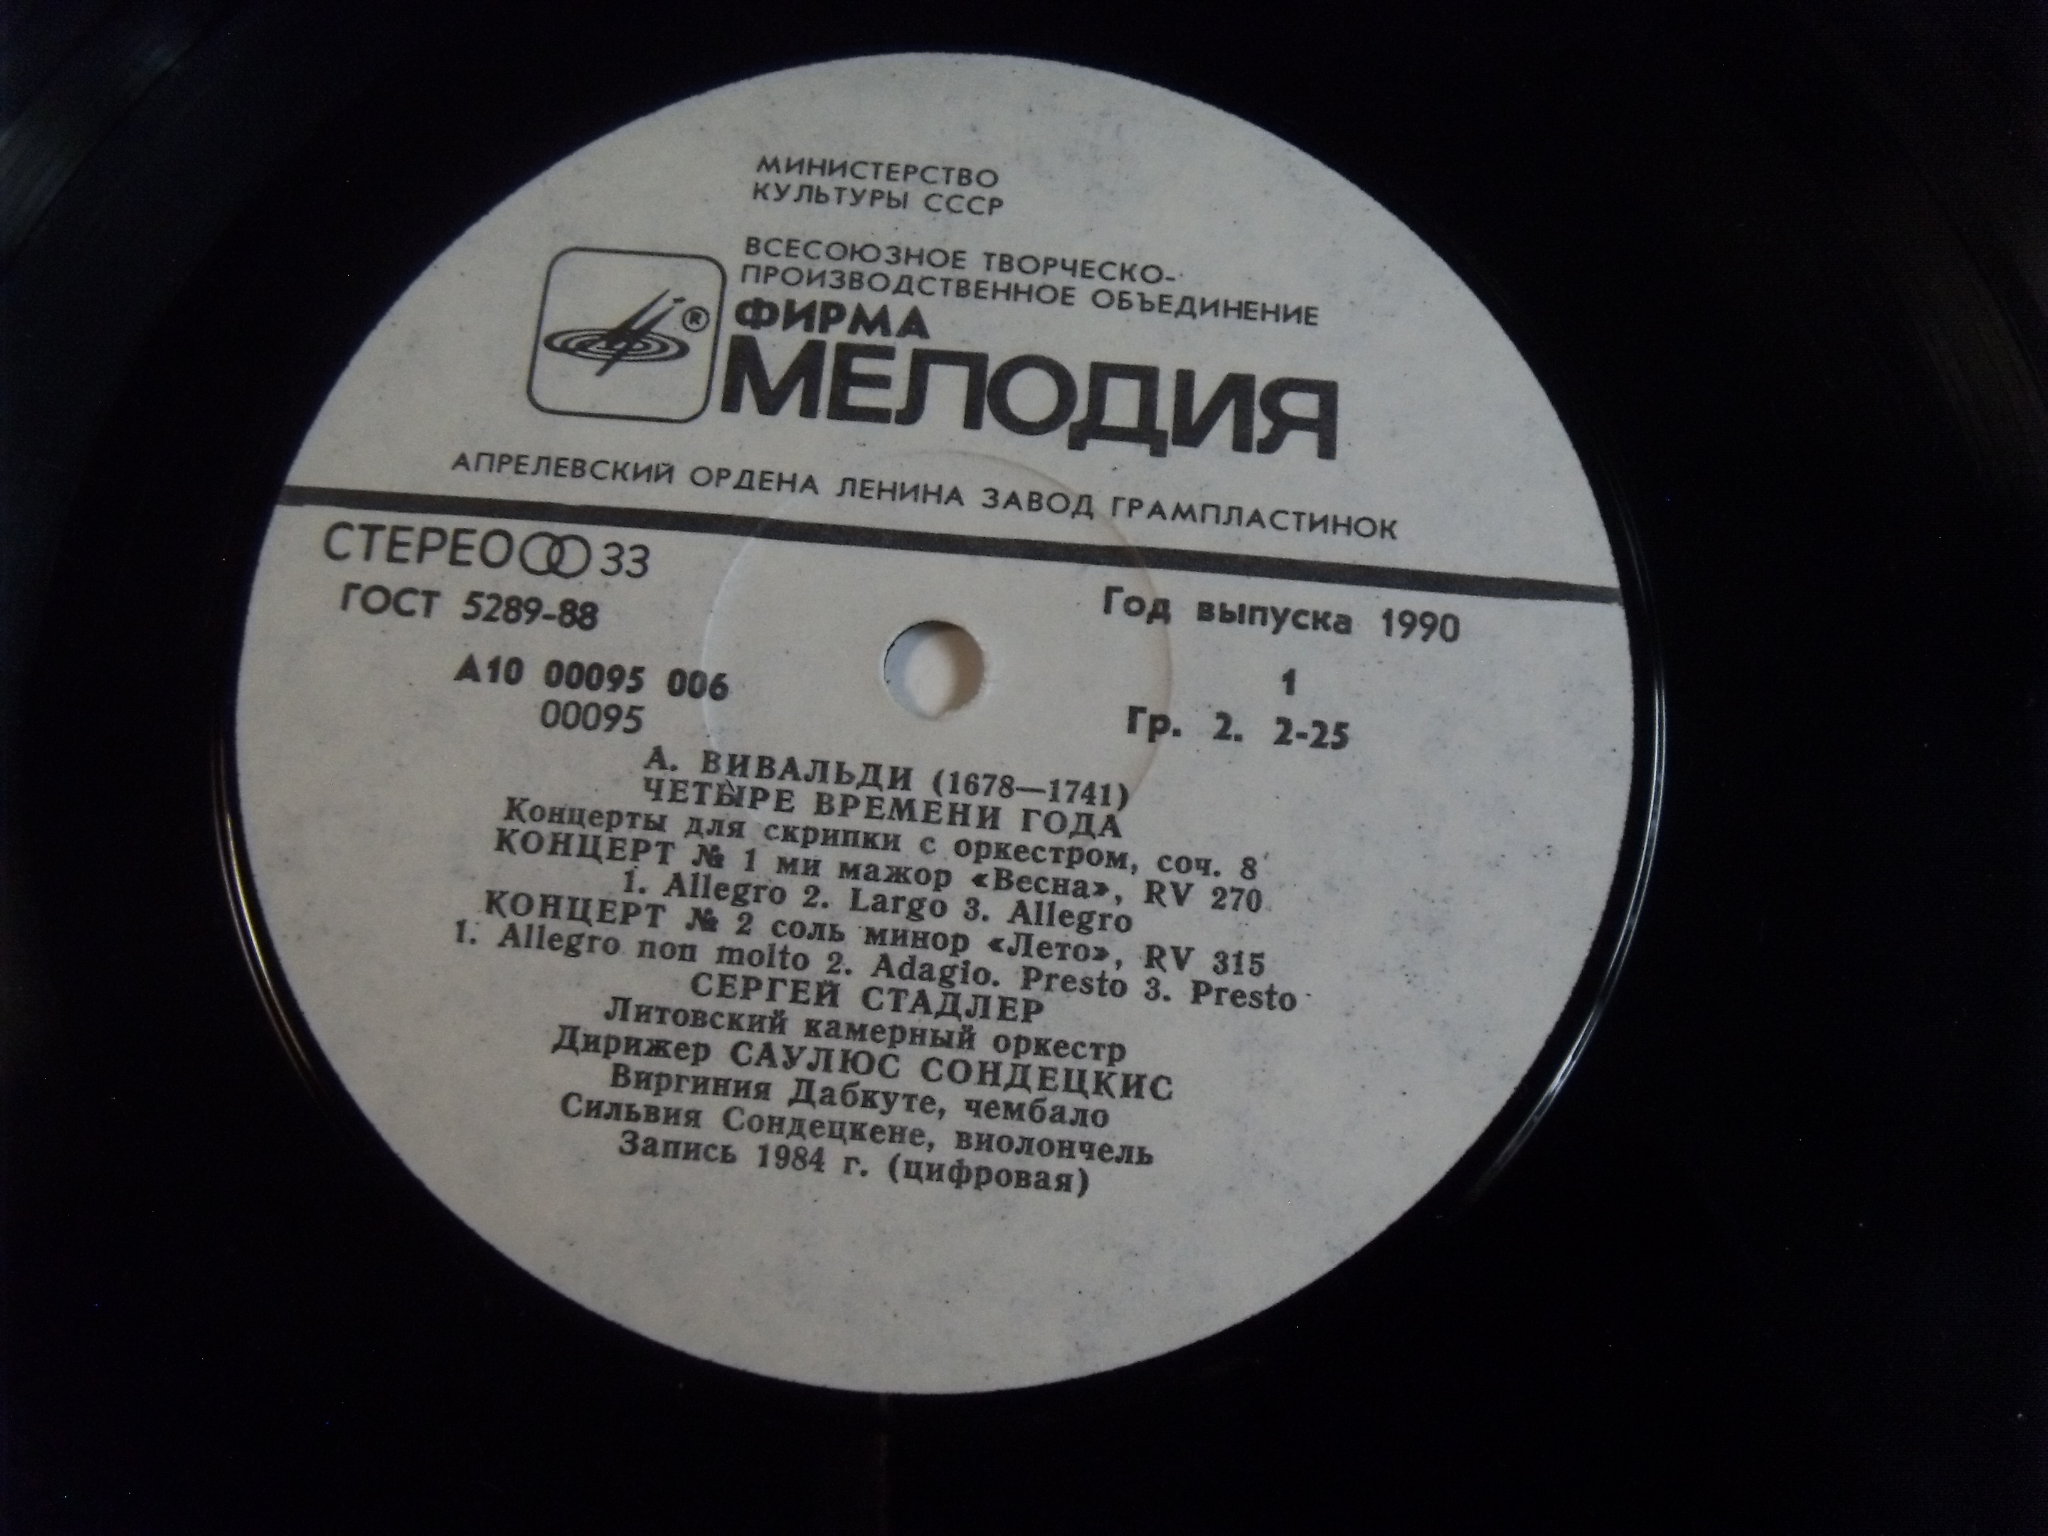 МИНИСТЕРСТВО
КУЛЬТУРЫ СССР
ВСЕСОЮЗНОЕ ТВОРЧЕСКО-
ПРОИЗВОДСТВЕННОЕ ОБЪЕДИНЕНИЕ
ФИРМА
®
МЕЛОДИЯ
АПРЕЛЕВСКИЙ ОРДЕНА ЛЕНИНА ЗАВОД ГРАМПЛАСТИНОК
СТЕРЕО 33
ГОСТ 5289-88
Год выпуска 1990
А10 00095 006
00095
1
Гр. 2. 2-25
А. ВИВАЛЬДИ (1678—1741)
ЧЕТЫРЕ ВРЕМЕНИ ГОДА
Концерты для скрипки с оркестром, соч. 8
КОНЦЕРТ № 1 ми мажор «Весна», RV 270
1. Allegro 2. Largo 3. Allegro
КОНЦЕРТ № 2 соль минор «Лето», RV 315
1. Allegro non molto 2. Adagio. Presto 3. Presto
СЕРГЕЙ СТАДЛЕР
Литовский камерный оркестр
Дирижер САУЛЮС СОНДЕЦКИС
Виргиния Дабкуте, чембало
Сильвия Сондецкене, виолончель
Запись 1984 г. (цифровая)